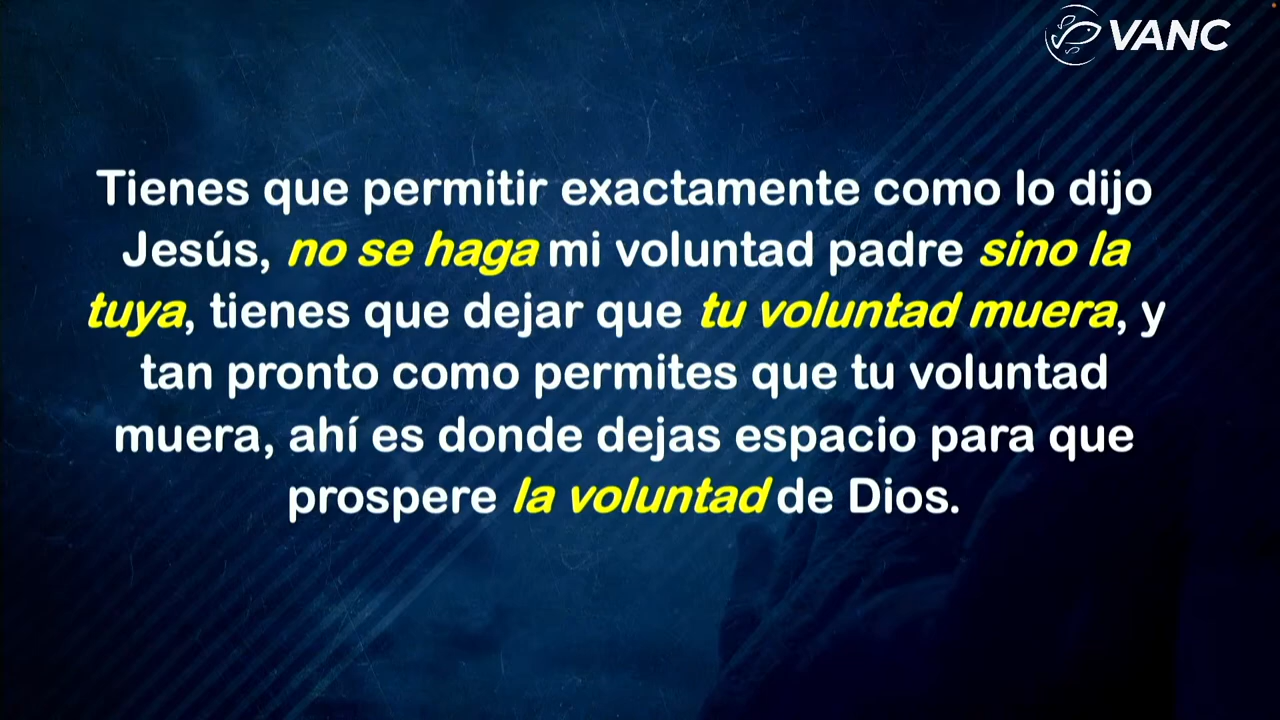 VANC
Tienes que permitir exactamente como lo dijo
Jesús, no se haga mi voluntad padre sino la
tuya, tienes que dejar que tu voluntad muera, y
tan pronto como permites que tu voluntad
muera, ahí es donde dejas espacio para que
prospere la voluntad de Dios.